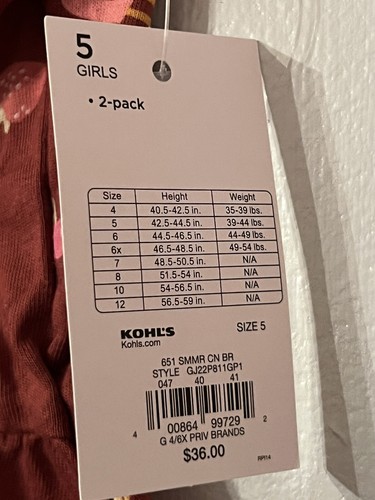 5
GIRLS
• 2-pack
Size Height Weight
4 40.5-42.5 in. 35-39 lbs.
5 42.5-44.5 in. 39-44 lbs.
6 44.5-46.5 in. 44-49 lbs.
6x 46.5-48.5 in. 49-54 lbs.
7 48.5-50.5 in. N/A
8 51.5-54 in. N/A
10 54-56.5 in. N/A
12 56.5-59 in. N/A
KOHL'S SIZE 5
Kohls.com
651 SMMR CN BR
STYLE GJ22P811GP1
047 40 41
4 00864 99729 2
G 4/6X PRIV BRANDS
$36.00
RPI14